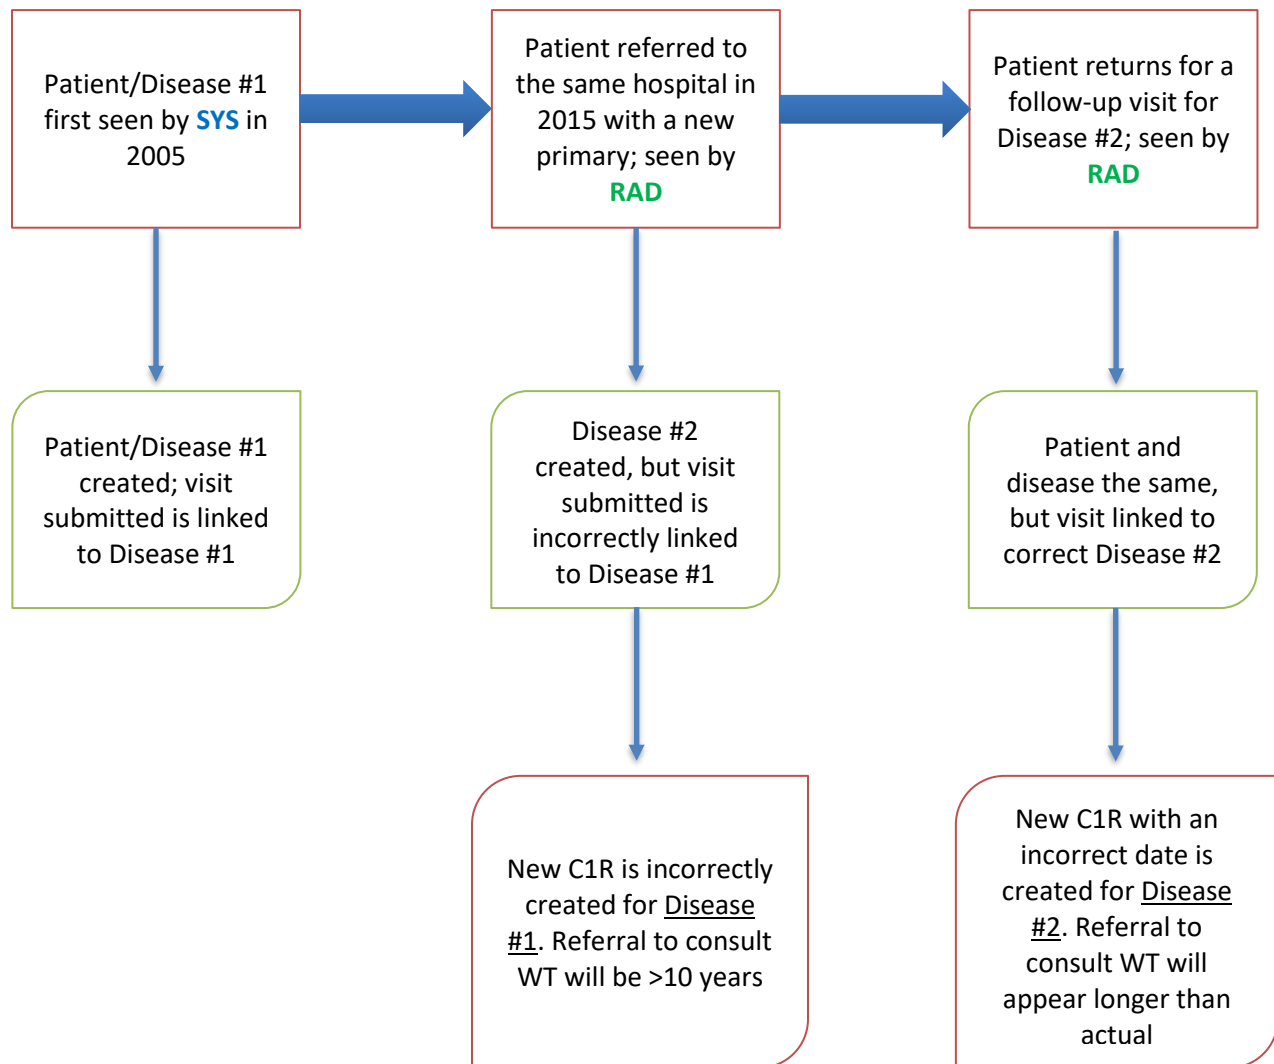 Patient/Disease #1
first seen by SYS in
2005
Patient referred to
the same hospital in
2015 with a new
primary; seen by
RAD
Patient returns for a
follow-up visit for
Disease #2; seen by
RAD
Patient/Disease #1
created; visit
submitted is linked
to Disease #1
Disease #2
created, but visit
submitted is
incorrectly linked
to Disease #1
Patient and
disease the same,
but visit linked to
correct Disease #2
New C1R is incorrectly
created for Disease
#1. Referral to consult
WT will be >10 years
New C1R with an
incorrect date is
created for Disease
#2. Referral to
consult WT will
appear longer than
actual